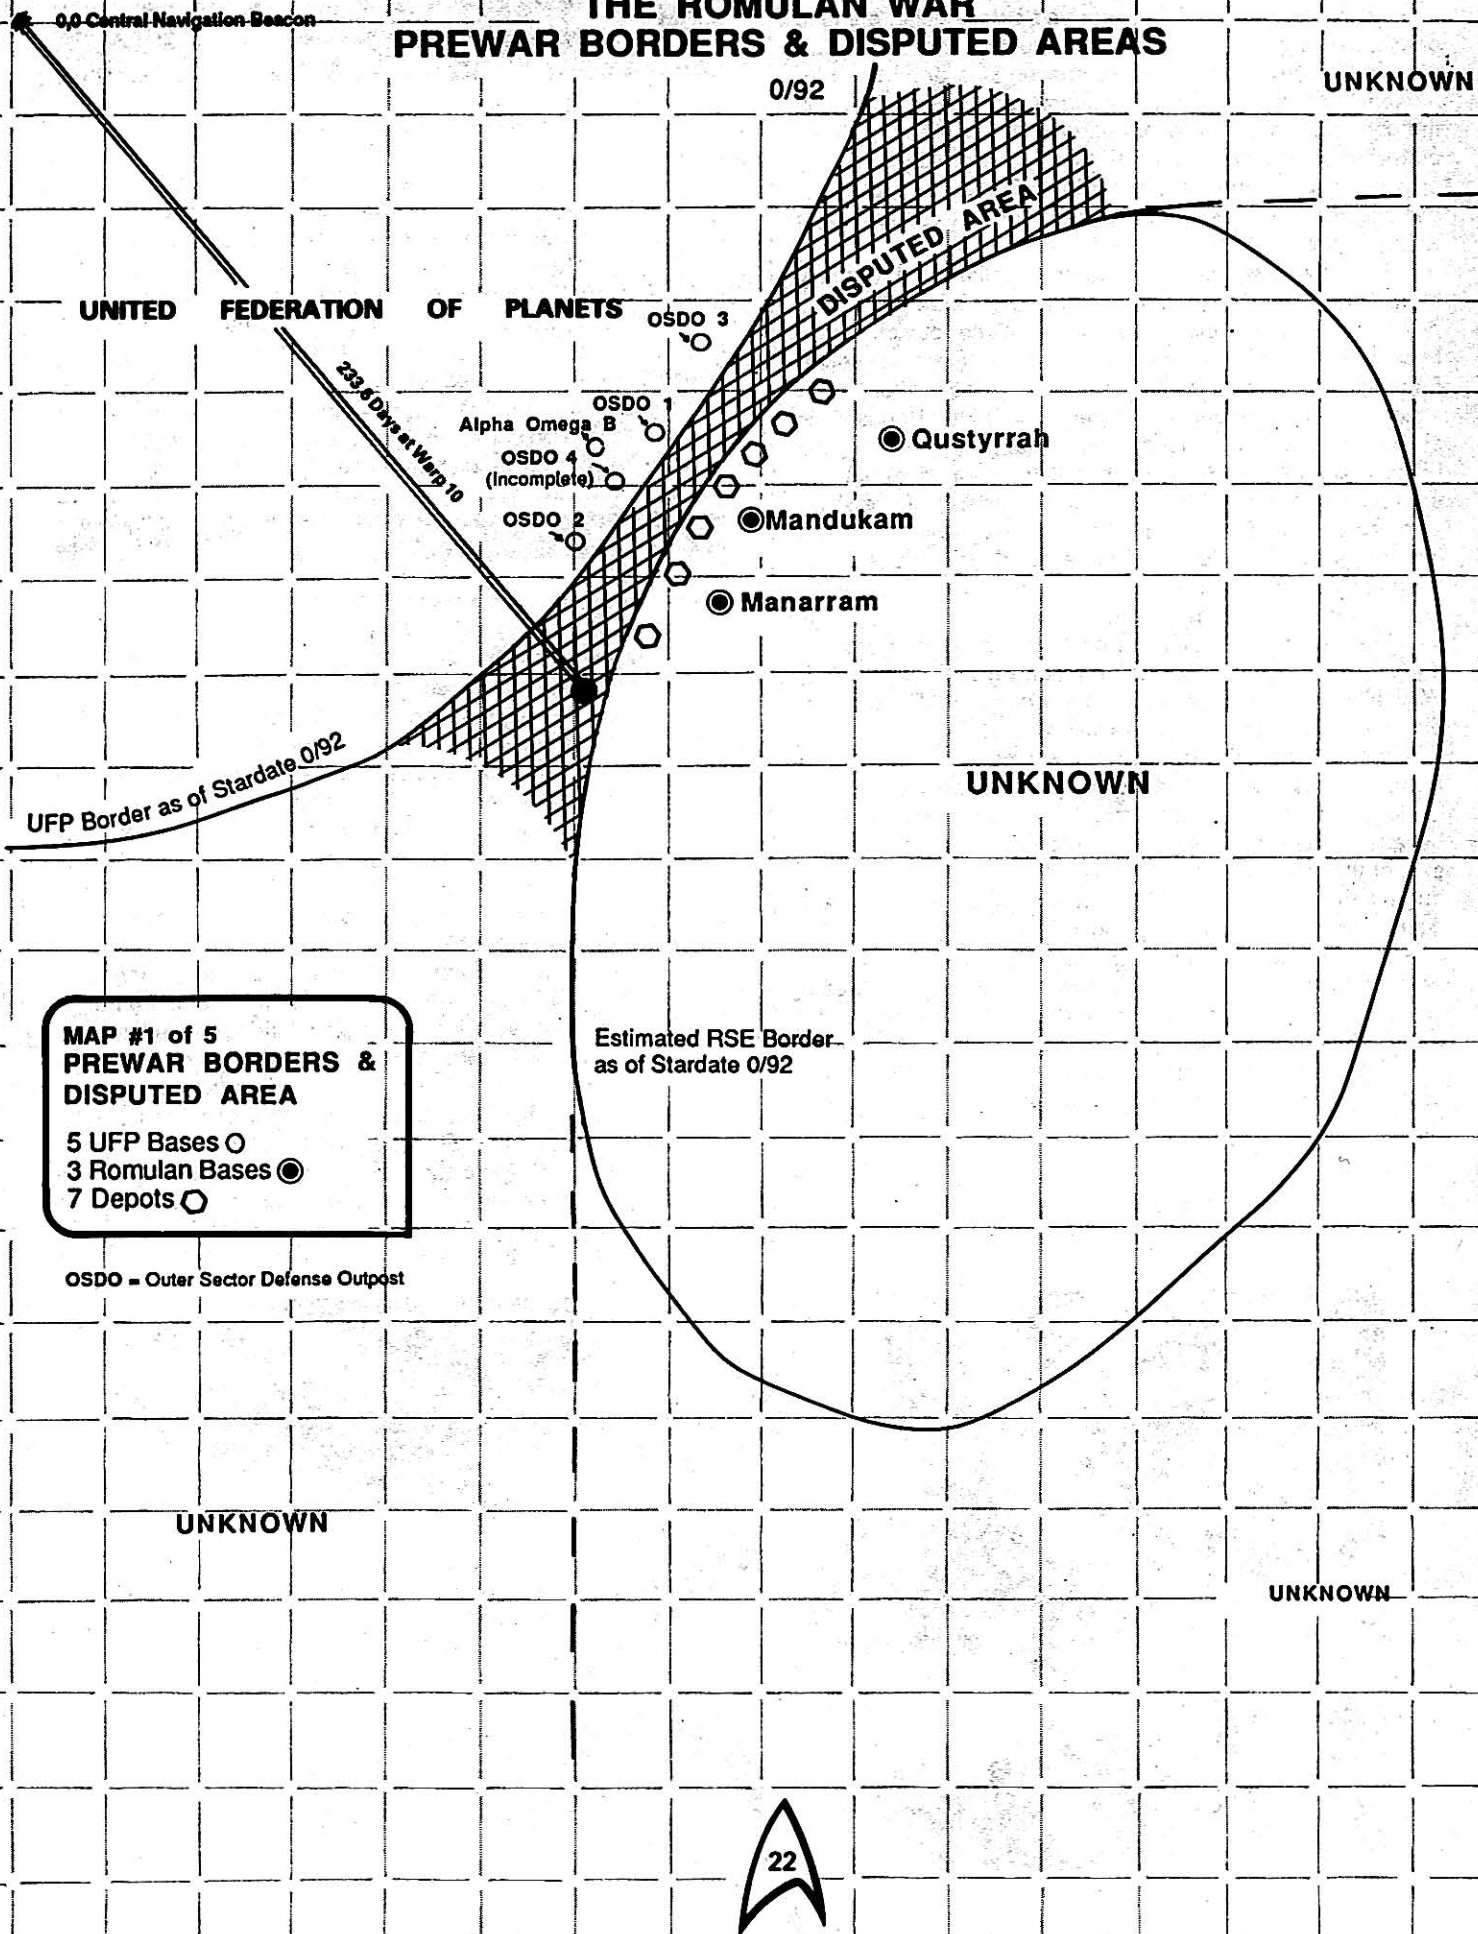 0,0 Central Navigation Beacon
THE ROMULAN WAR
PREWAR BORDERS & DISPUTED AREAS
0/92
UNKNOWN
DISPUTED AREA
UNITED FEDERATION OF PLANETS
OSDO 3
233.6 Days at Warp 10
OSDO 1
Alpha Omega B
OSDO 4
(Incomplete)
OSDO 2
Qustyrrah
Mandukam
Manarram
UFP Border as of Stardate 0/92
UNKNOWN
MAP #1 of 5
PREWAR BORDERS &
DISPUTED AREA
5 UFP Bases
3 Romulan Bases
7 Depots
Estimated RSE Border
as of Stardate 0/92
OSDO = Outer Sector Defense Outpost
UNKNOWN
UNKNOWN
22